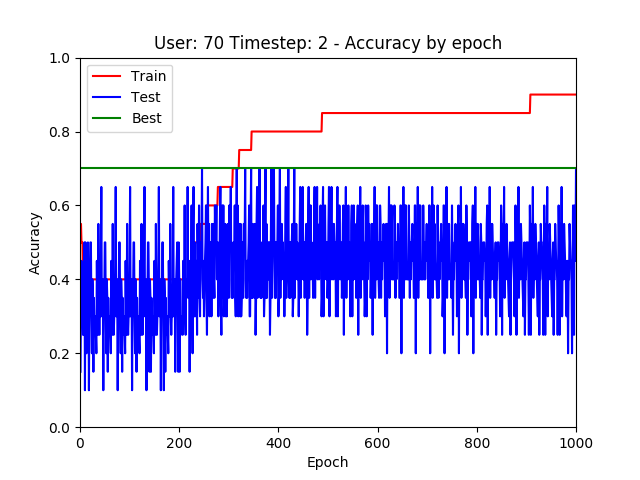 User: 70 Timestep: 2 - Accuracy by epoch
Train
Test
Best
1.0
0.8
0.6
0.4
0.2
0.0
Accuracy
0 200 400 600 800 1000
Epoch